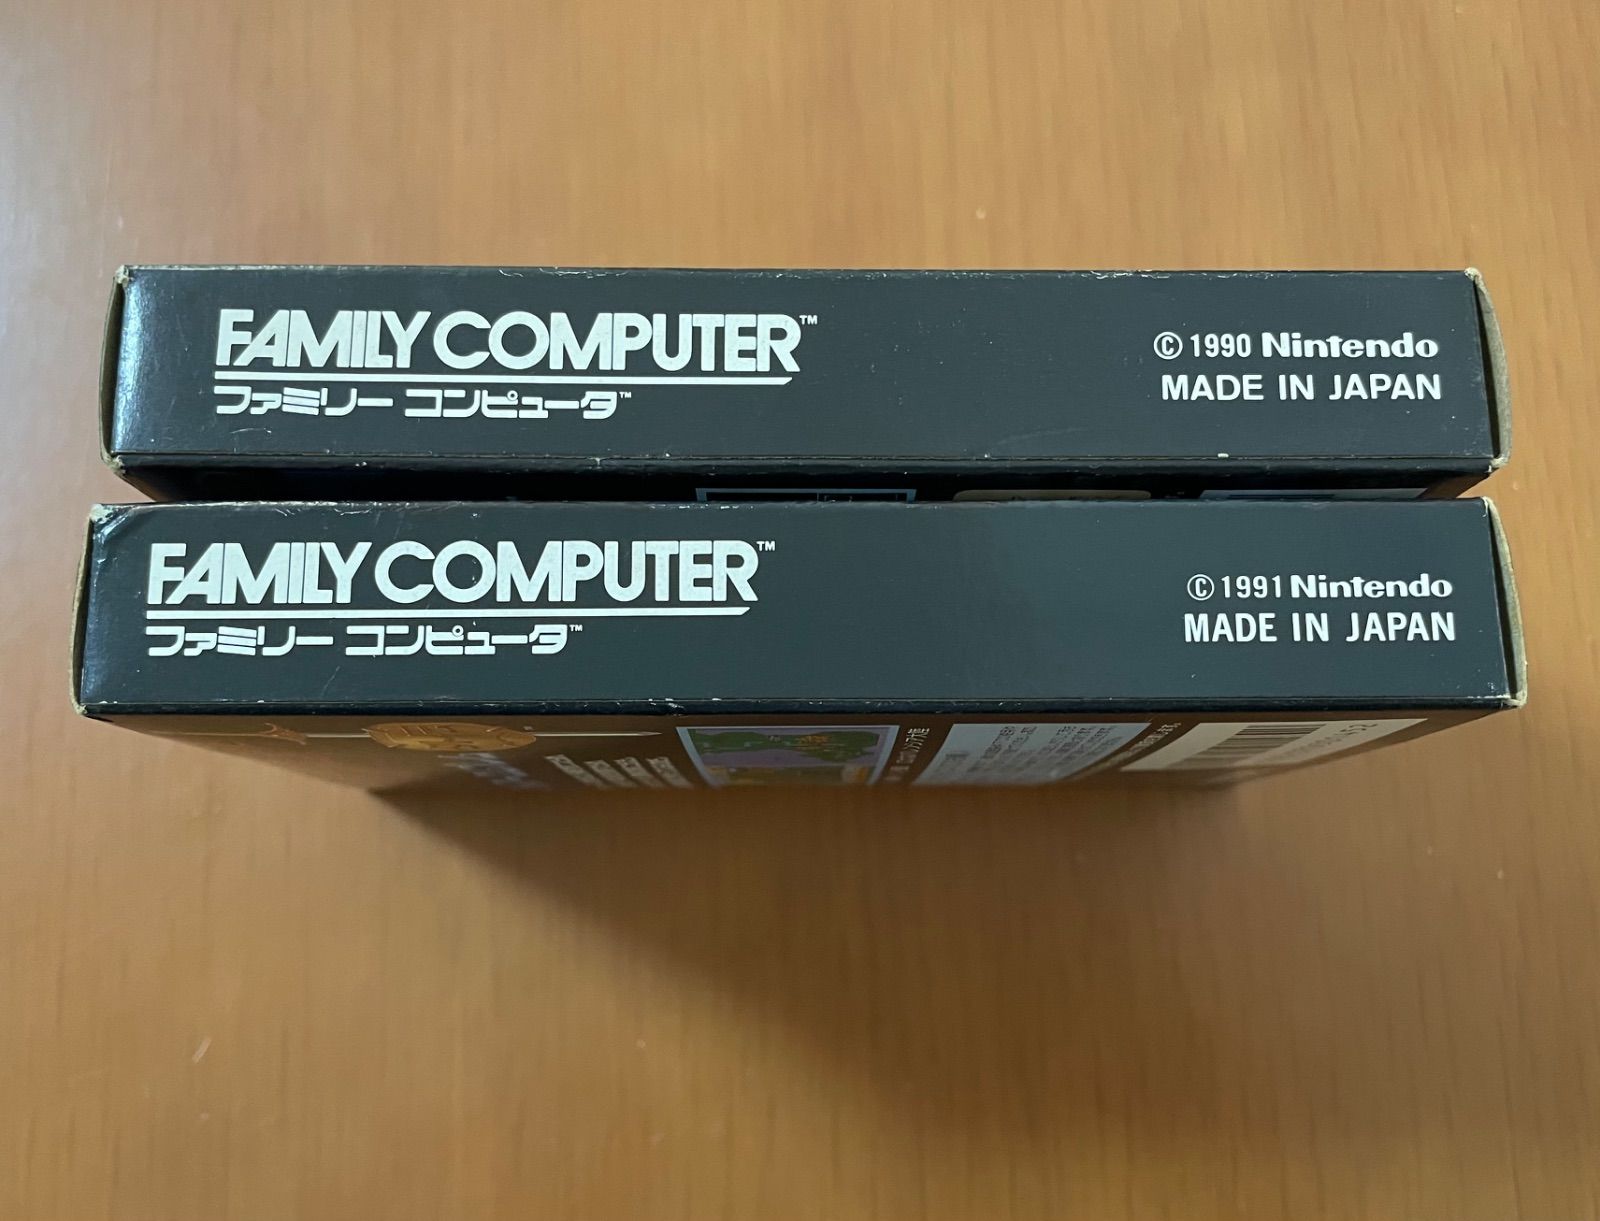 FAMILY COMPUTER™
ファミリー コンピュータ™
© 1990 Nintendo
MADE IN JAPAN
FAMILY COMPUTER™
ファミリー コンピュータ™
© 1991 Nintendo
MADE IN JAPAN